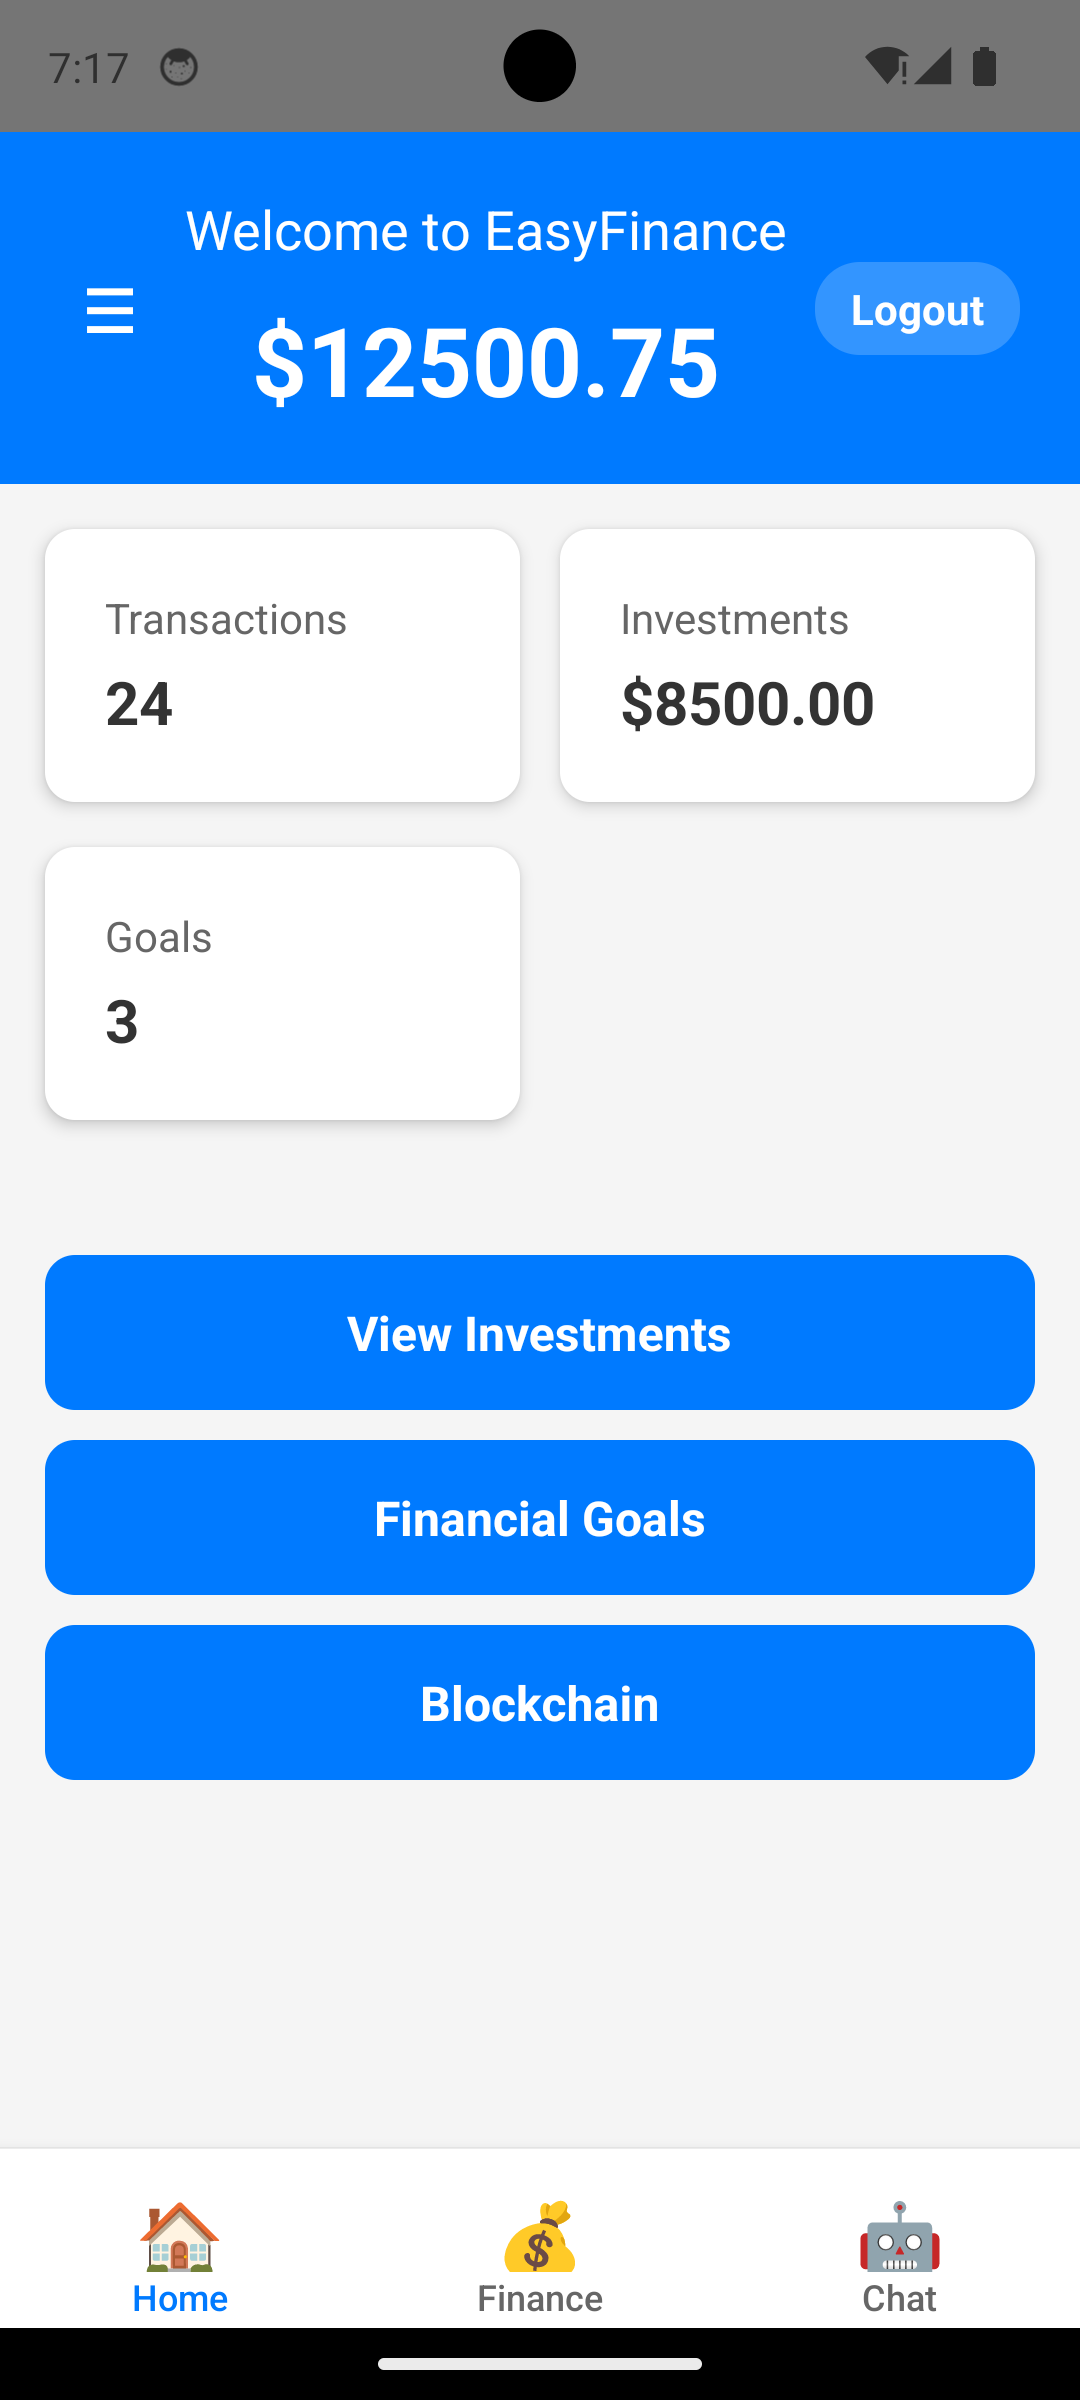 7:17
Welcome to EasyFinance
$12500.75
Logout
Transactions
24
Investments
$8500.00
Goals
3
View Investments
Financial Goals
Blockchain
Home
Finance
Chat